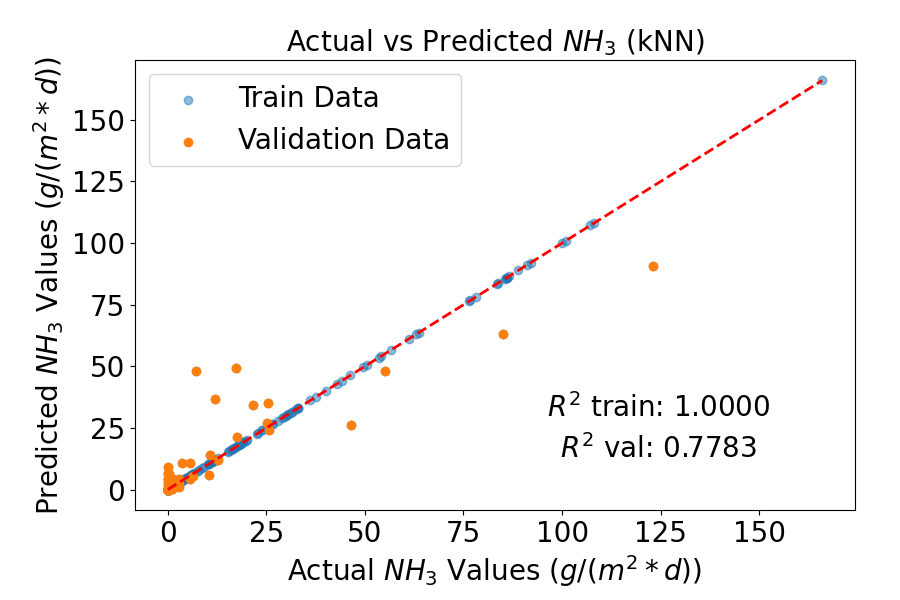 Actual vs Predicted NH₃ (kNN)
Train Data
Validation Data
Predicted NH₃ Values (g/(m² * d))
150
125
100
75
50
25
0
R² train: 1.0000
R² val: 0.7783
0 25 50 75 100 125 150
Actual NH₃ Values (g/(m² * d))